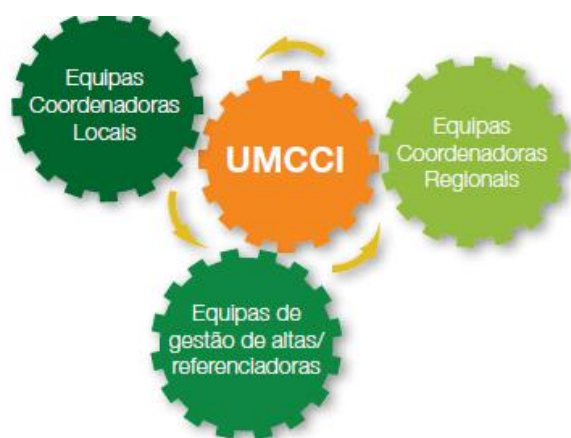 Equipas
Coordenadoras
Locais
UMCCI
Equipas
Coordenadoras
Regionais
Equipas de
gestão de altas/
referenciadoras